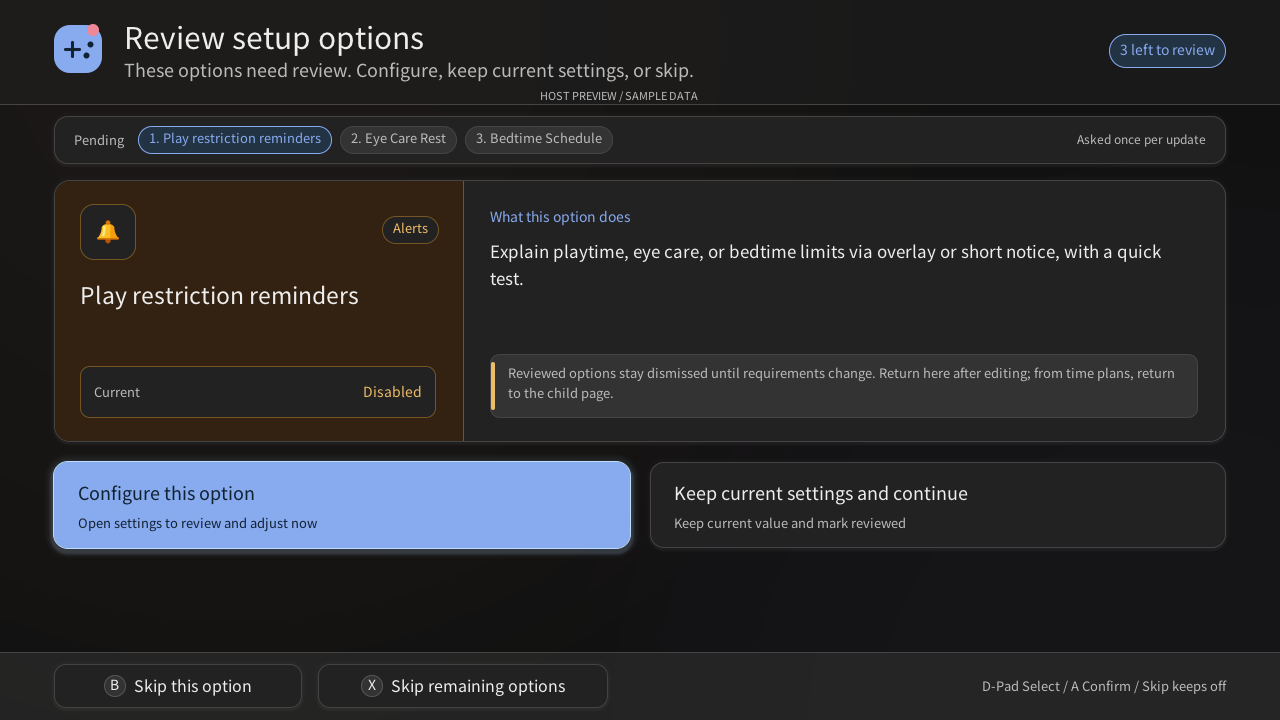 Review setup options
These options need review. Configure, keep current settings, or skip.
3 left to review
HOST PREVIEW / SAMPLE DATA
Pending
1. Play restriction reminders
2. Eye Care Rest
3. Bedtime Schedule
Asked once per update
Alerts
Play restriction reminders
Current
Disabled
What this option does
Explain playtime, eye care, or bedtime limits via overlay or short notice, with a quick
test.
Reviewed options stay dismissed until requirements change. Return here after editing; from time plans, return
to the child page.
Configure this option
Open settings to review and adjust now
Keep current settings and continue
Keep current value and mark reviewed
B Skip this option
X Skip remaining options
D-Pad Select / A Confirm / Skip keeps off